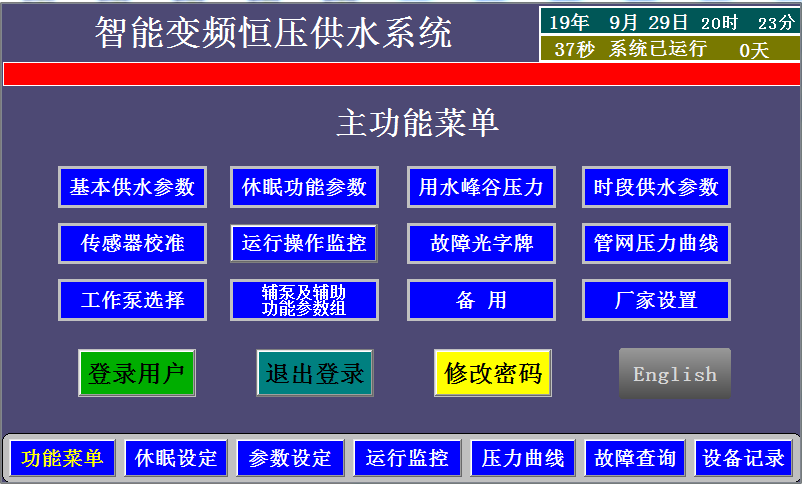 智能变频恒压供水系统
19年 9月 29日 20时 23分
37秒 系统已运行 0天
主功能菜单
基本供水参数 休眠功能参数 用水峰谷压力 时段供水参数
传感器校准 运行操作监控 故障光字牌 管网压力曲线
工作泵选择 辅泵及辅助 备 用 厂家设置
功能参数组
登录用户 退出登录 修改密码 English
功能菜单 休眠设定 参数设定 运行监控 压力曲线 故障查询 设备记录